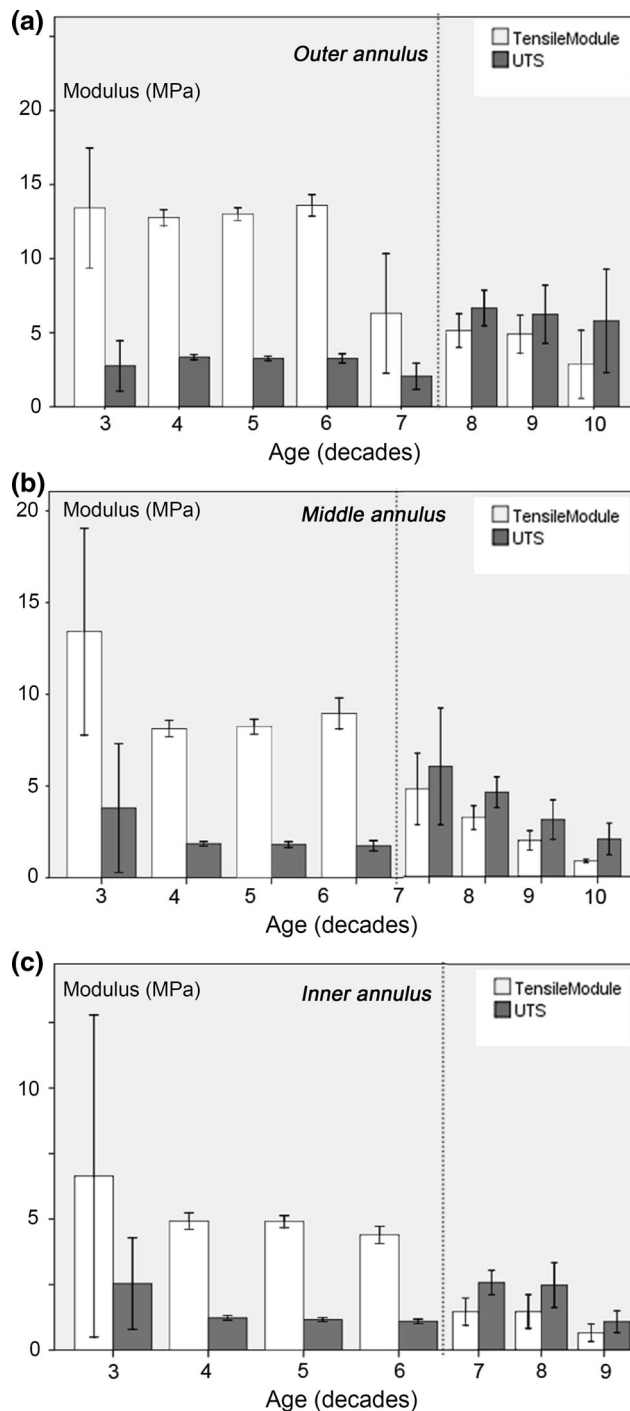 (a)
Outer annulus
TensileModule
UTS
Modulus (MPa)
20
15
10
5
0
3 4 5 6 7 8 9 10
Age (decades)
(b)
Modulus (MPa)
Middle annulus
TensileModule
UTS
20
15
10
5
0
3 4 5 6 7 8 9 10
Age (decades)
(c)
Modulus (MPa)
Inner annulus
TensileModule
UTS
10
5
0
3 4 5 6 7 8 9
Age (decades)